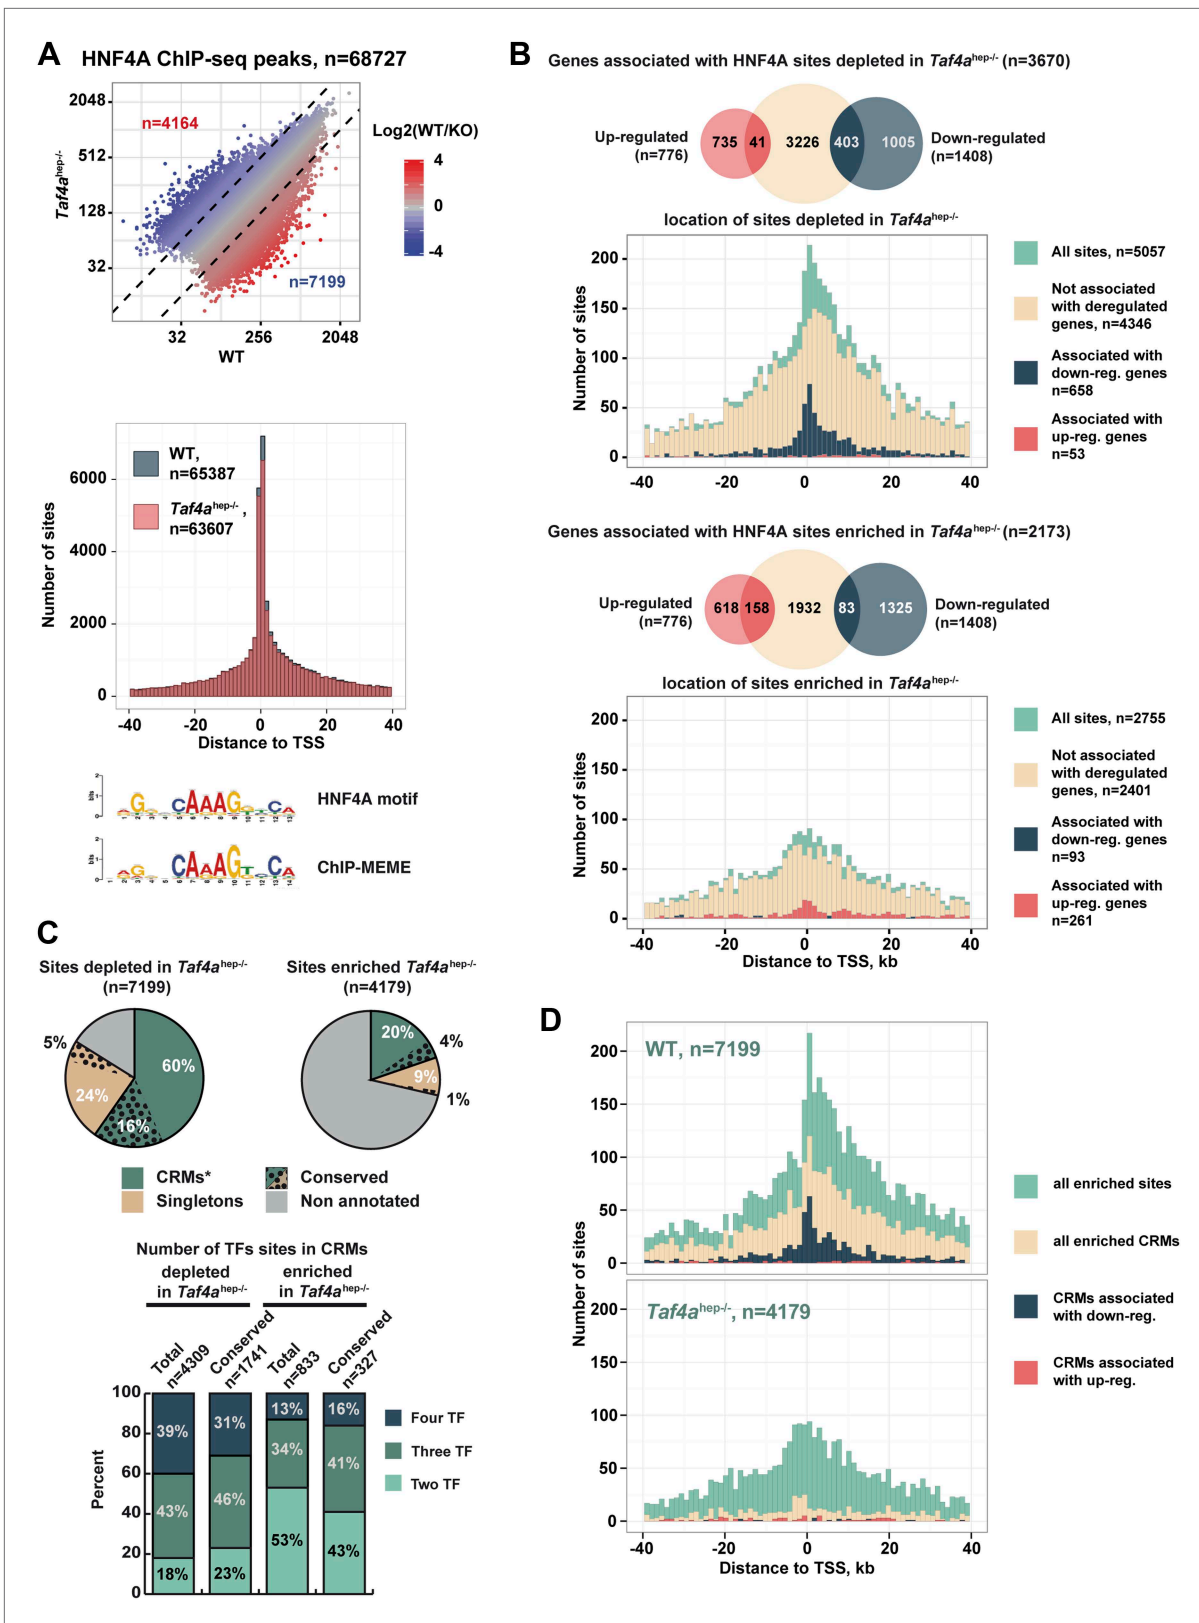 A
HNF4A ChIP-seq peaks, n=68727
2048
512
128
32
Taf4a hep-/-
n=4164
n=7199
32
256
2048
WT
Log2(WT/KO)
4
0
-4
Number of sites
6000
4000
2000
0
WT,
n=65387
Taf4a hep-/- ,
n=63607
-40
-20
0
20
40
Distance to TSS
HNF4A motif
ChIP-MEME
B
Genes associated with HNF4A sites depleted in Taf4a hep-/- (n=3670)
Up-regulated
(n=776)
735
41
3226
403
1005
Down-regulated
(n=1408)
location of sites depleted in Taf4a hep-/-
Number of sites
200
150
100
50
0
-40
-20
0
20
40
All sites, n=5057
Not associated
with deregulated
genes, n=4346
Associated with
down-reg. genes
n=658
Associated with
up-reg. genes
n=53
Genes associated with HNF4A sites enriched in Taf4a hep-/- (n=2173)
Up-regulated
(n=776)
618
158
1932
83
1325
Down-regulated
(n=1408)
location of sites enriched in Taf4a hep-/-
Number of sites
200
150
100
50
0
-40
-20
0
20
40
Distance to TSS, kb
All sites, n=2755
Not associated
with deregulated
genes, n=2401
Associated with
down-reg. genes
n=93
Associated with
up-reg. genes
n=261
C
Sites depleted in Taf4a hep-/-
(n=7199)
5%
60%
24%
16%
Sites enriched Taf4a hep-/-
(n=4179)
20%
4%
9%
1%
CRMs*
Conserved
Singletons
Non annotated
Number of TFs sites in CRMs
depleted
in Taf4a hep-/-
enriched
in Taf4a hep-/-
Total
n=4309
Conserved
n=1741
Total
n=833
Conserved
n=327
Percent
100
80
60
40
20
0
39%
43%
18%
31%
46%
23%
13%
34%
53%
16%
41%
43%
Four TF
Three TF
Two TF
D
WT, n=7199
200
150
100
50
0
Number of sites
Taf4a hep-/-, n=4179
200
150
100
50
0
-40
-20
0
20
40
Distance to TSS, kb
all enriched sites
all enriched CRMs
CRMs associated
with down-reg.
CRMs associated
with up-reg.